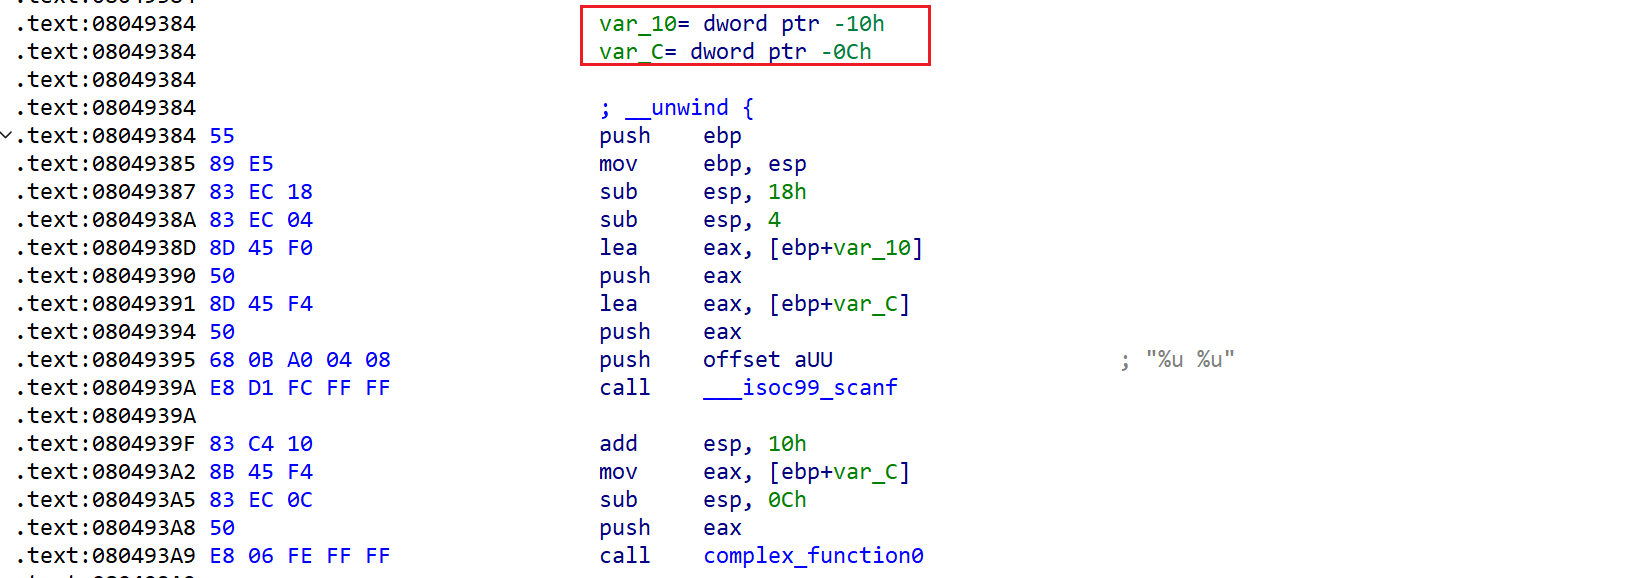 .text:08049384 var_10= dword ptr -10h
.text:08049384 var_C= dword ptr -0Ch
.text:08049384
.text:08049384 ; __unwind {
.text:08049384 55 push ebp
.text:08049385 89 E5 mov ebp, esp
.text:08049387 83 EC 18 sub esp, 18h
.text:0804938A 83 EC 04 sub esp, 4
.text:0804938D 8D 45 F0 lea eax, [ebp+var_10]
.text:08049390 50 push eax
.text:08049391 8D 45 F4 lea eax, [ebp+var_C]
.text:08049394 50 push eax
.text:08049395 68 0B A0 04 08 push offset aUU ; "%u %u"
.text:0804939A E8 D1 FC FF FF call ___isoc99_scanf
.text:0804939A
.text:0804939F 83 C4 10 add esp, 10h
.text:080493A2 8B 45 F4 mov eax, [ebp+var_C]
.text:080493A5 83 EC 0C sub esp, 0Ch
.text:080493A8 50 push eax
.text:080493A9 E8 06 FE FF FF call complex_function0